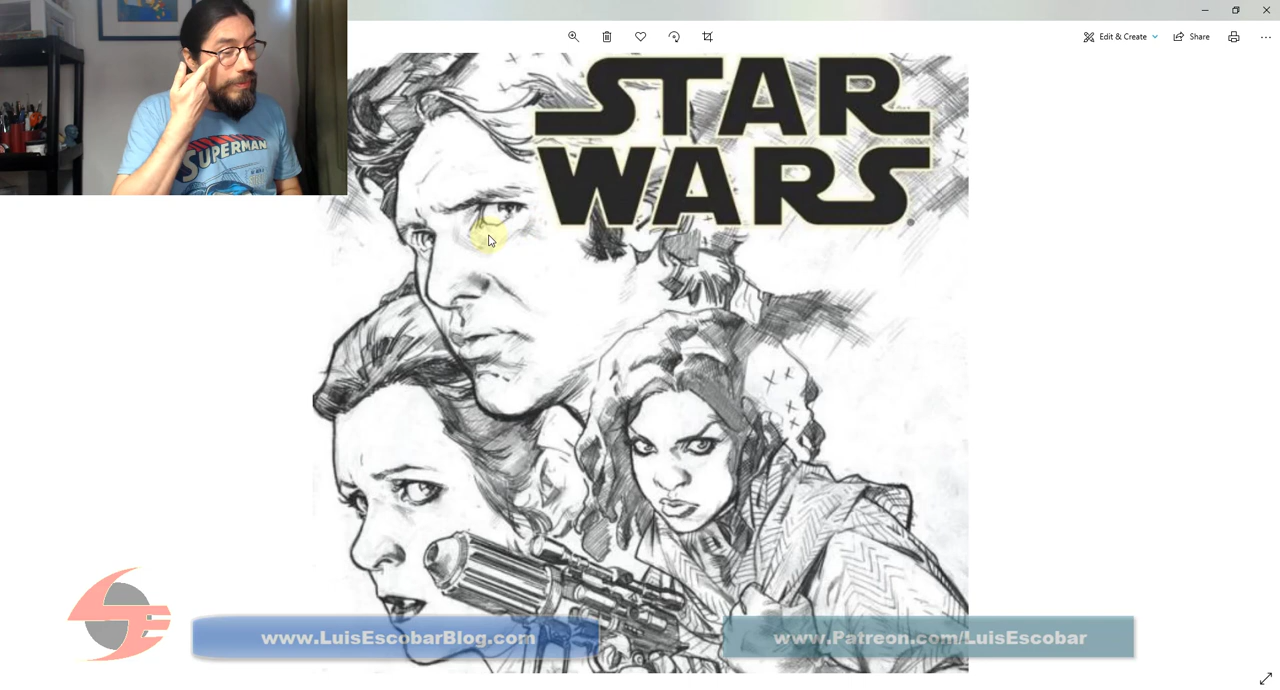 Edit & Create
Share
SUPERMAN
STAR
WARS
www.LuisEscobarBlog.com
www.Patreon.com/LuisEscobar